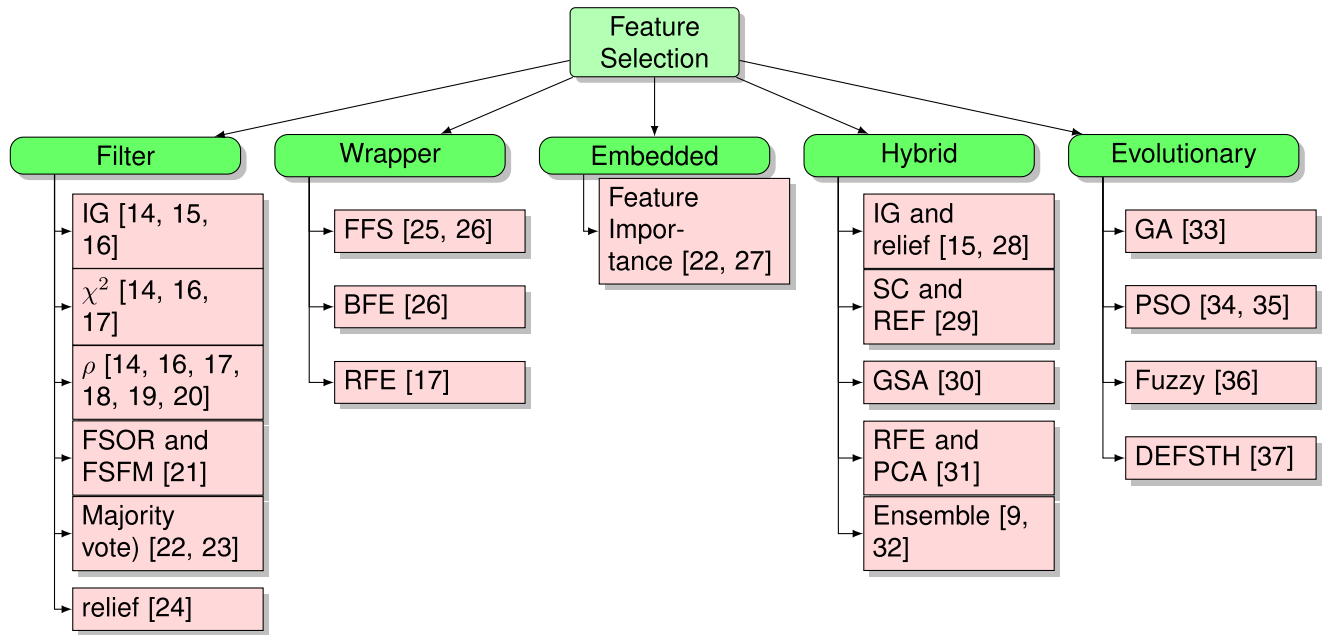 Feature
Selection
Filter
IG [14, 15,
16]
χ² [14, 16,
17]
ρ [14, 16, 17,
18, 19, 20]
FSOR and
FSFM [21]
Majority
vote) [22, 23]
relief [24]
Wrapper
FFS [25, 26]
BFE [26]
RFE [17]
Embedded
Feature
Impor-
tance [22, 27]
Hybrid
IG and
relief [15, 28]
SC and
REF [29]
GSA [30]
RFE and
PCA [31]
Ensemble [9,
32]
Evolutionary
GA [33]
PSO [34, 35]
Fuzzy [36]
DEFSTH [37]